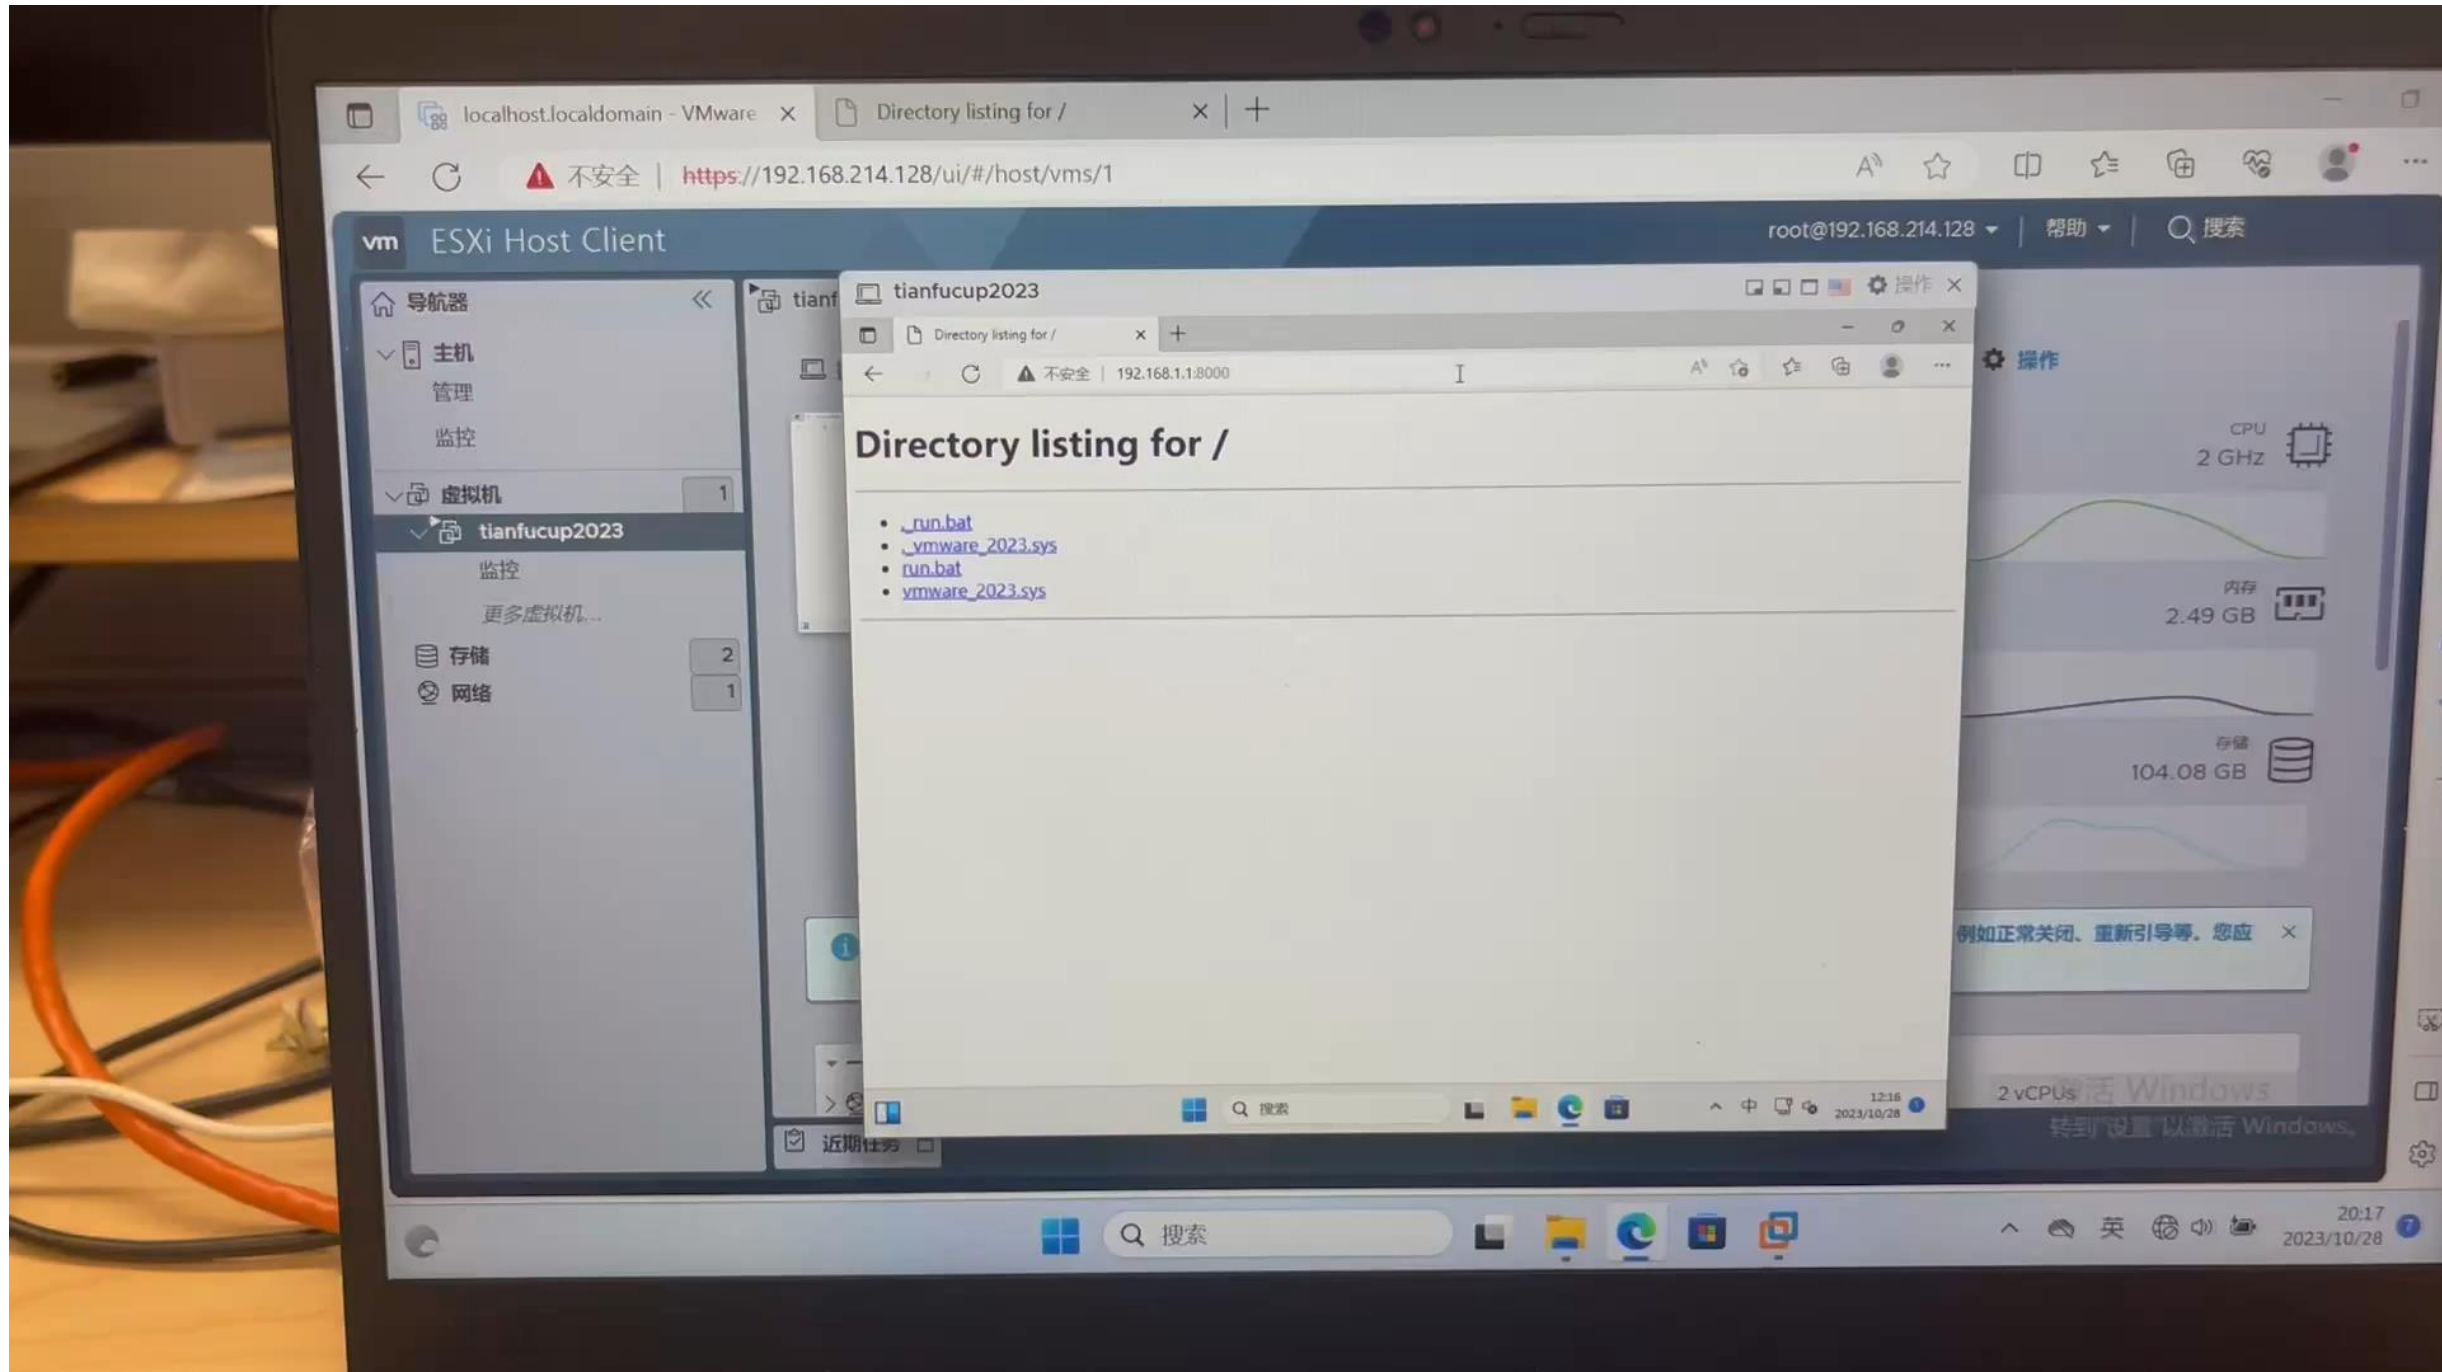 localhost.localdomain - VMware
Directory listing for /
不安全
https://192.168.214.128/ui/#/host/vms/1
vm
ESXi Host Client
root@192.168.214.128
帮助
搜索
导航器
主机
管理
监控
虚拟机
1
tianfucup2023
监控
更多虚拟机...
存储
2
网络
1
tianf
tianfucup2023
操作
Directory listing for /
不安全
192.168.1.1:8000
Directory listing for /
._run.bat
._vmware_2023.sys
run.bat
vmware_2023.sys
搜索
中
12:16
2023/10/28
操作
CPU
2 GHz
内存
2.49 GB
存储
104.08 GB
例如正常关闭、重新引导等。您应
2 vCPUs
激活 Windows
转到"设置"以激活 Windows。
近期任务
搜索
英
20:17
2023/10/28
7